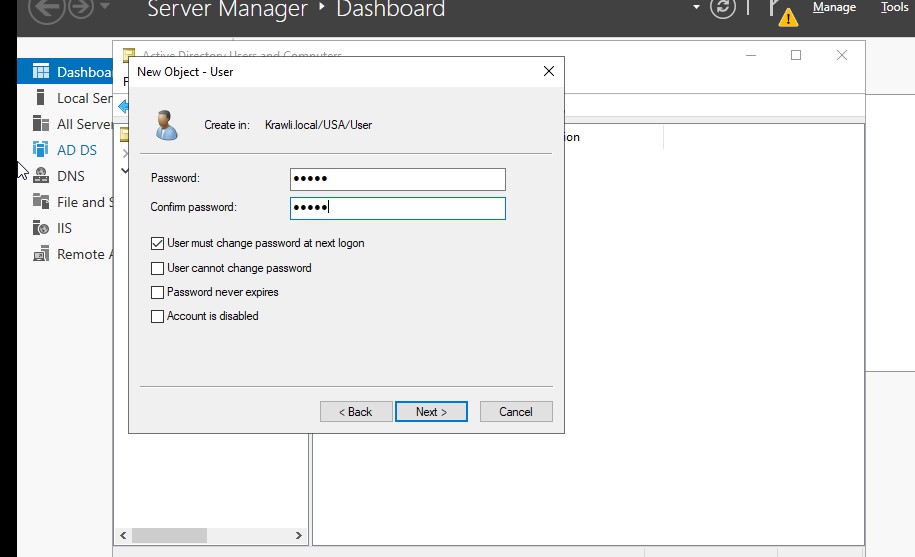 Server Manager ‣ Dashboard
Manage Tools
Active Directory Users and Computers
New Object - User
Dashboa
Local Ser
All Serve
AD DS
DNS
File and S
IIS
Remote A
F
ion
Create in: Krawli.local/USA/User
Password: •••••
Confirm password: •••••
User must change password at next logon
User cannot change password
Password never expires
Account is disabled
< Back Next > Cancel